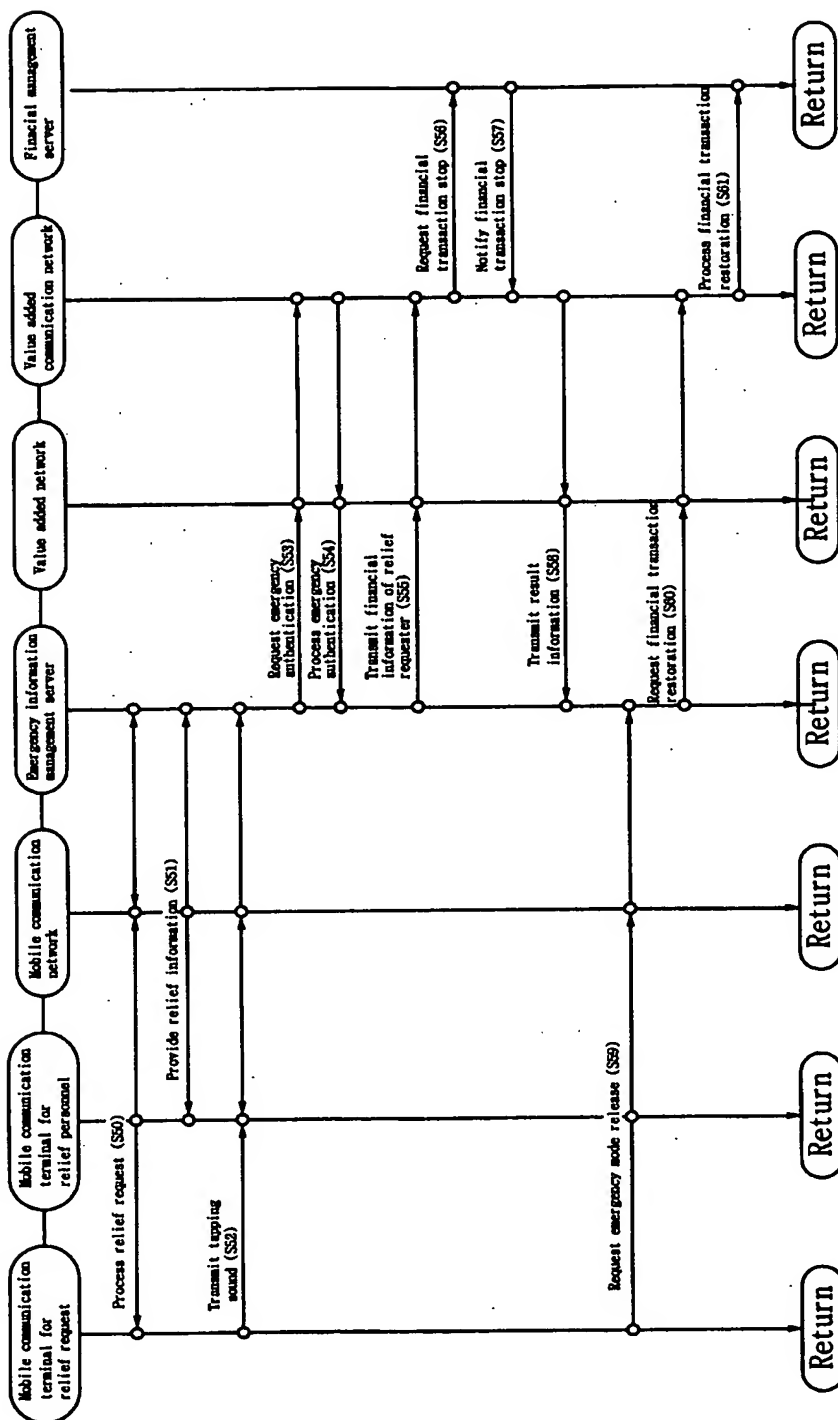 Mobile communication
terminal for
relief request
Mobile communication
terminal for
relief personnel
Mobile communication
network
Emergency information
management server
Value added network
Value added
communication network
Finacial management
server
Process relief request (S50)
Provide relief information (S51)
Transmit tapping
sound (S52)
Request emergency
authentication (S53)
Process emergency
authentication (S54)
Transmit financial
information of relief
requester (S55)
Request financial
transaction stop (S56)
Notify financial
transaction stop (S57)
Transmit result
information (S58)
Request emergency mode release (S59)
Request financial transaction
restoration (S60)
Process financial transaction
restoration (S61)
Return
Return
Return
Return
Return
Return
Return